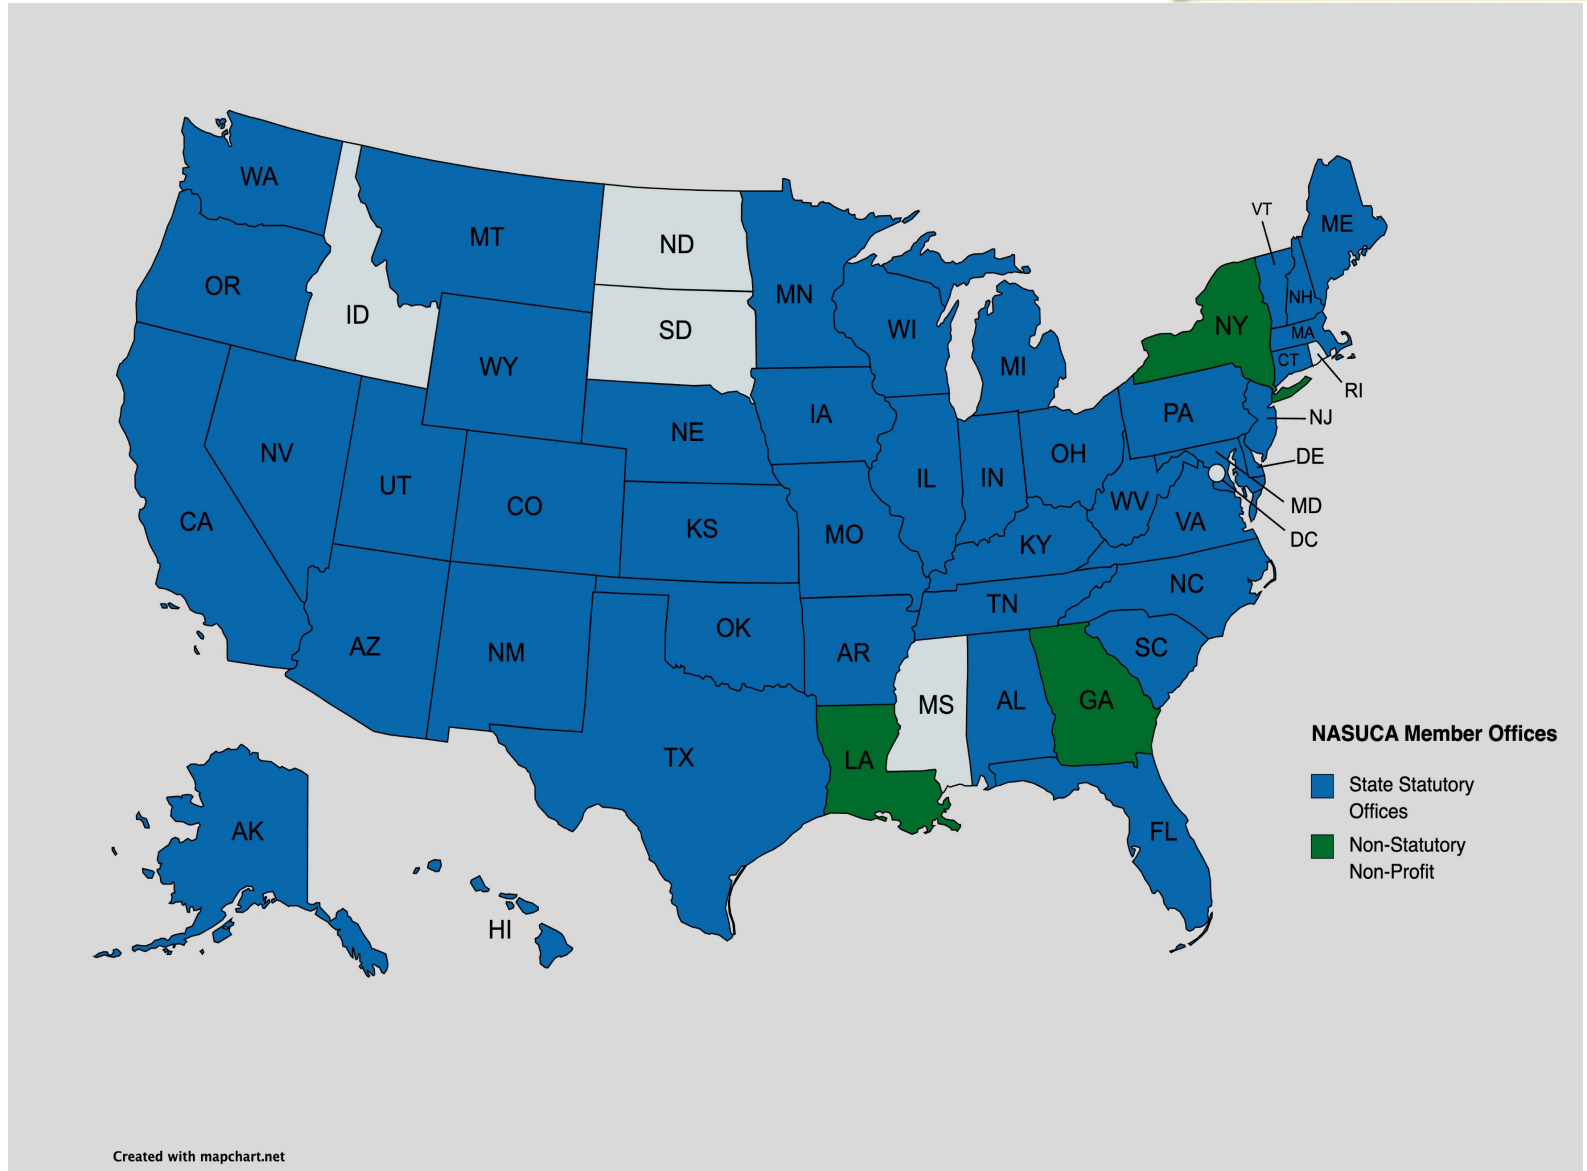 WA
MT
ND
MN
VT
ME
OR
ID
SD
WI
MI
NH
NY
MA
CT
RI
WY
IA
NE
PA
NJ
NV
UT
CO
IL
IN
OH
DE
CA
KS
MO
WV
MD
VA
DC
KY
NC
TN
AZ
NM
OK
AR
SC
MS
AL
GA
TX
LA
NASUCA Member Offices
State Statutory
Offices
Non-Statutory
Non-Profit
AK
FL
HI
Created with mapchart.net